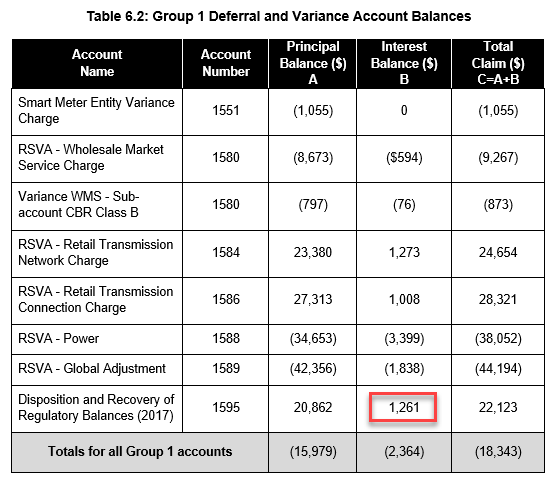 Table 6.2: Group 1 Deferral and Variance Account Balances
Account Name Account Number Principal Balance ($) A Interest Balance ($) B Total Claim ($) C=A+B
Smart Meter Entity Variance Charge 1551 (1,055) 0 (1,055)
RSVA - Wholesale Market Service Charge 1580 (8,673) ($594) (9,267)
Variance WMS - Sub-account CBR Class B 1580 (797) (76) (873)
RSVA - Retail Transmission Network Charge 1584 23,380 1,273 24,654
RSVA - Retail Transmission Connection Charge 1586 27,313 1,008 28,321
RSVA - Power 1588 (34,653) (3,399) (38,052)
RSVA - Global Adjustment 1589 (42,356) (1,838) (44,194)
Disposition and Recovery of Regulatory Balances (2017) 1595 20,862 1,261 22,123
Totals for all Group 1 accounts (15,979) (2,364) (18,343)